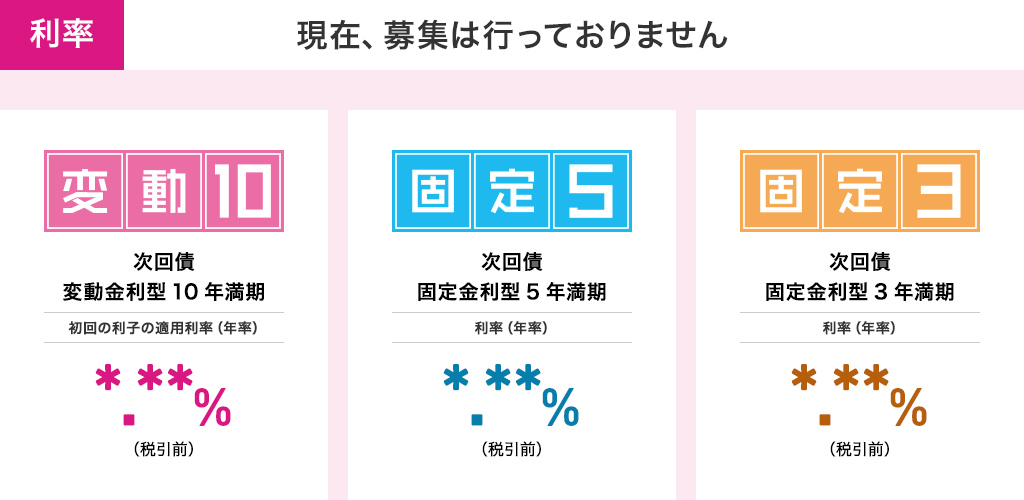 利率
現在、募集は行っておりません
変動10
次回債
変動金利型10年満期
初回の利子の適用利率（年率）
*.**%
（税引前）
固定5
次回債
固定金利型5年満期
利率（年率）
*.**%
（税引前）
固定3
次回債
固定金利型3年満期
利率（年率）
*.**%
（税引前）